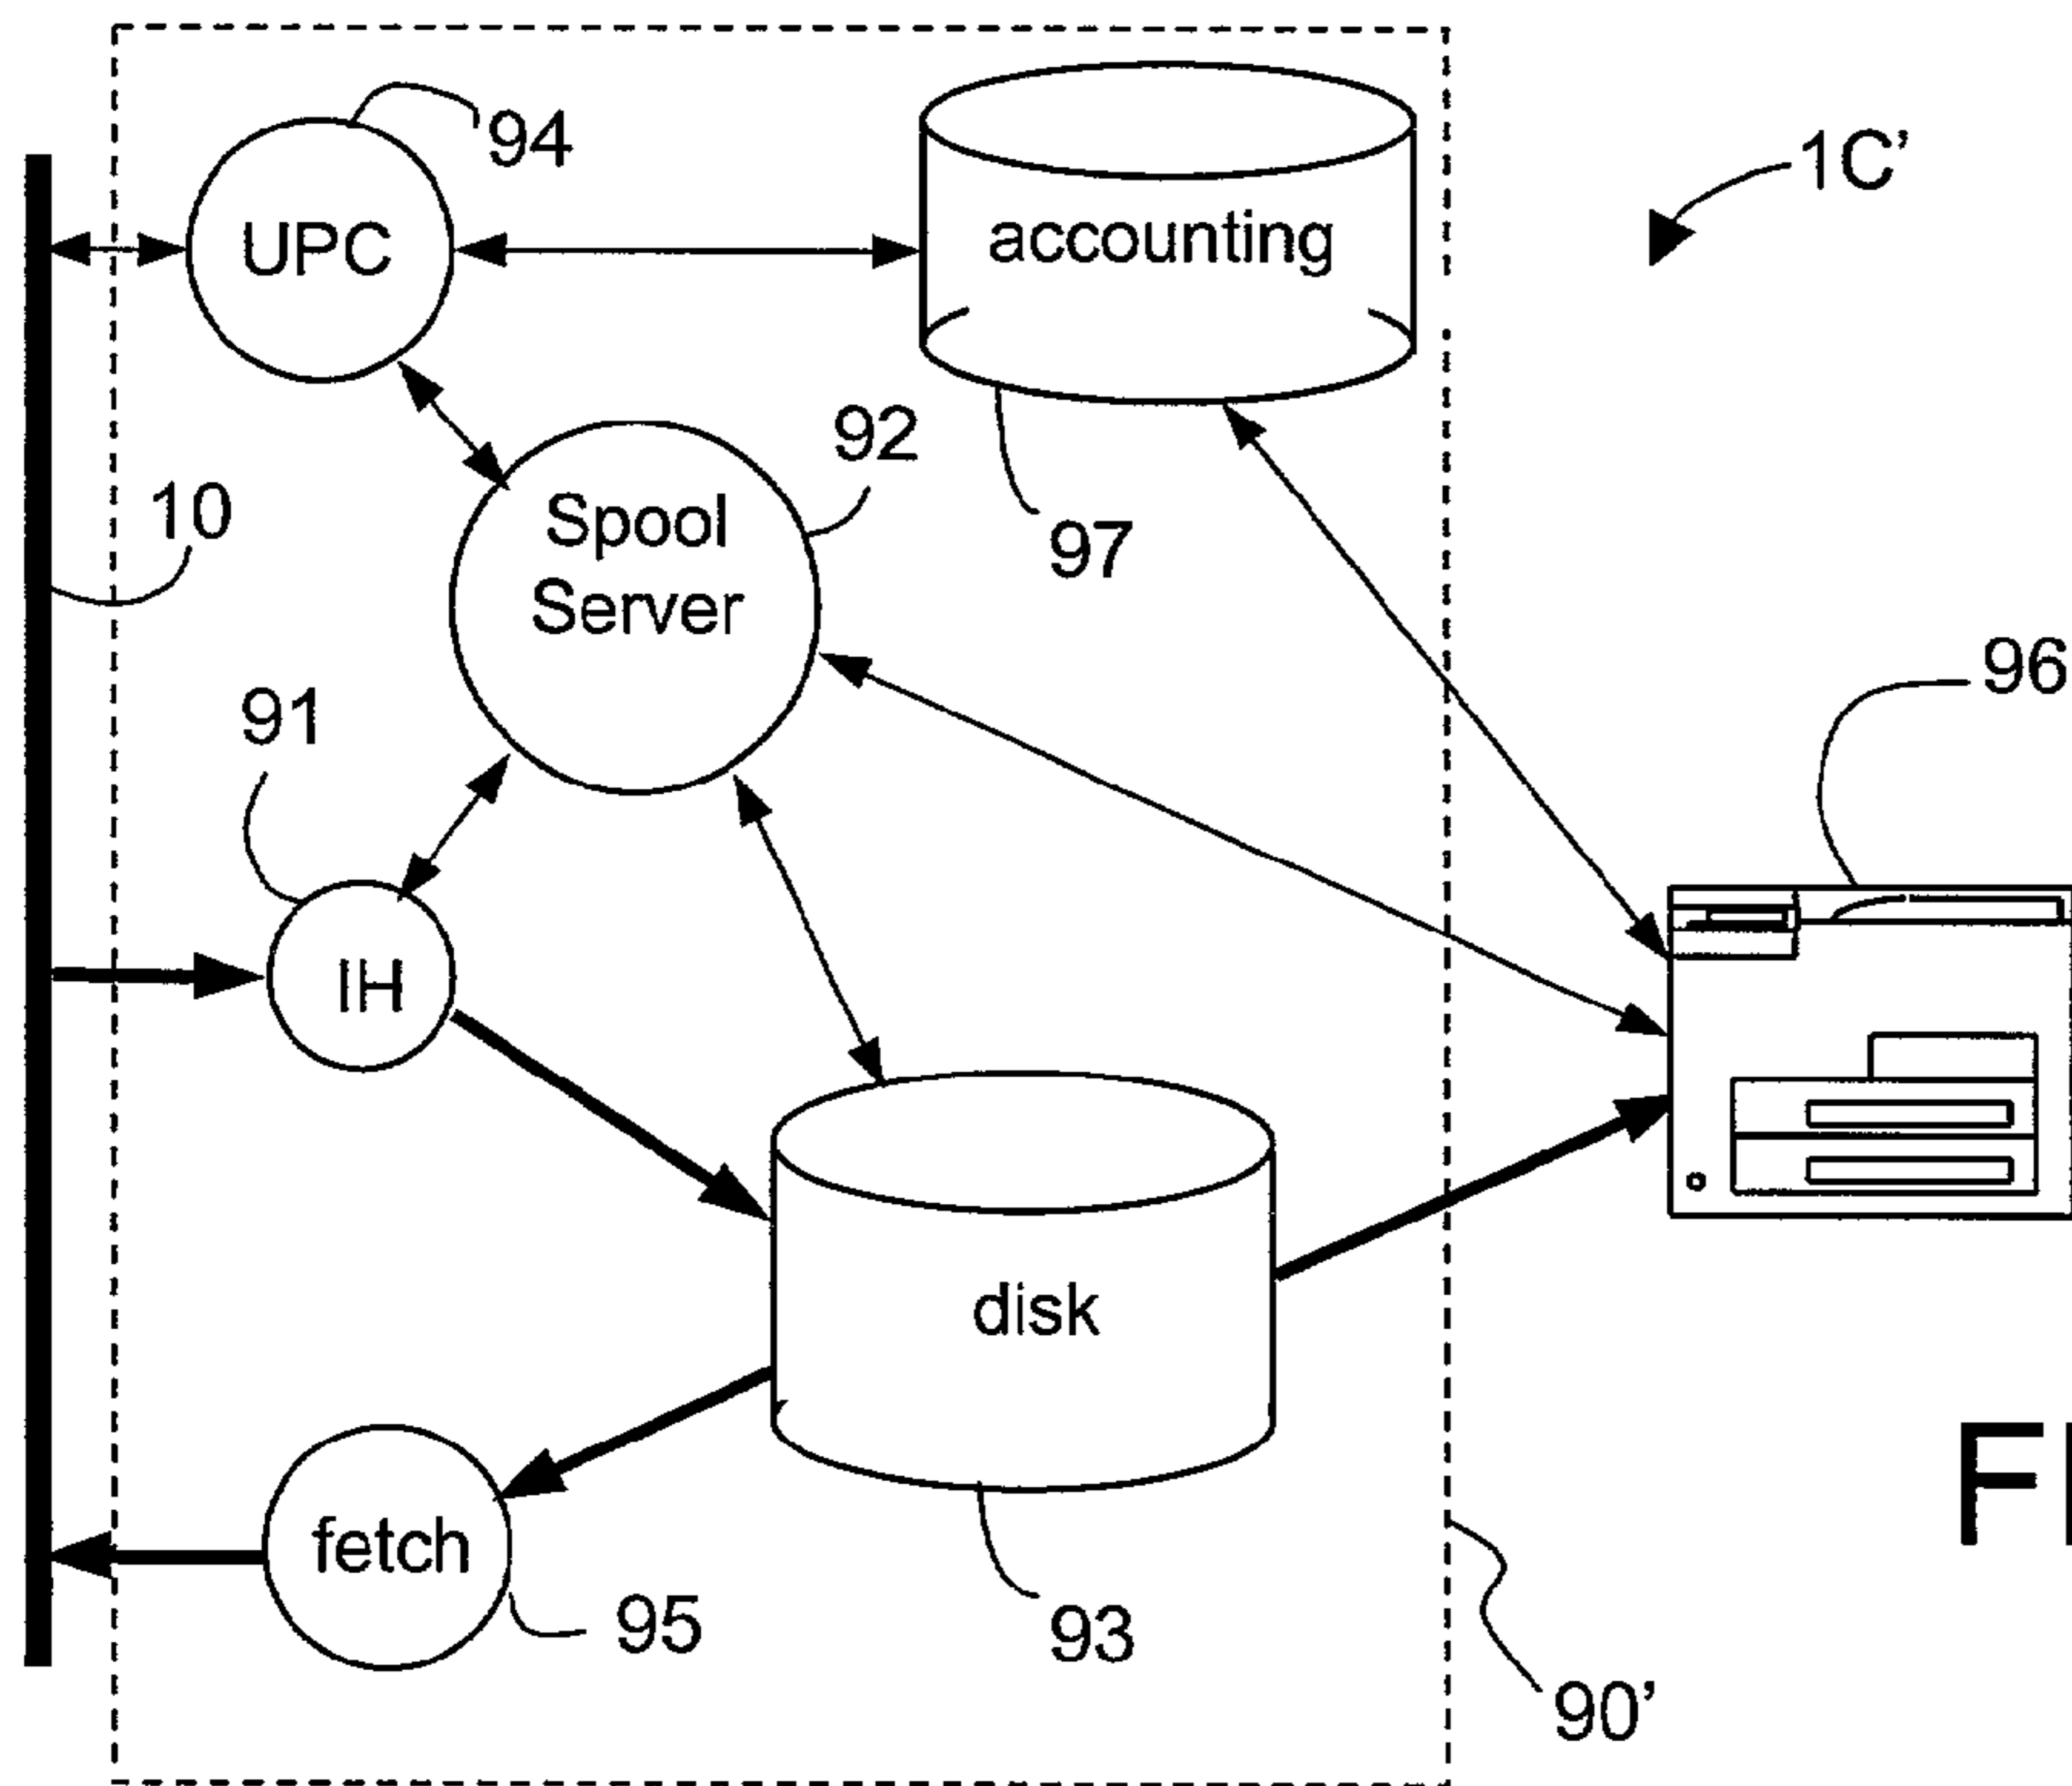 94
UPC
accounting
1C'
92
10
Spool
Server
97
96
91
IH
disk
fetch
95
93
90'